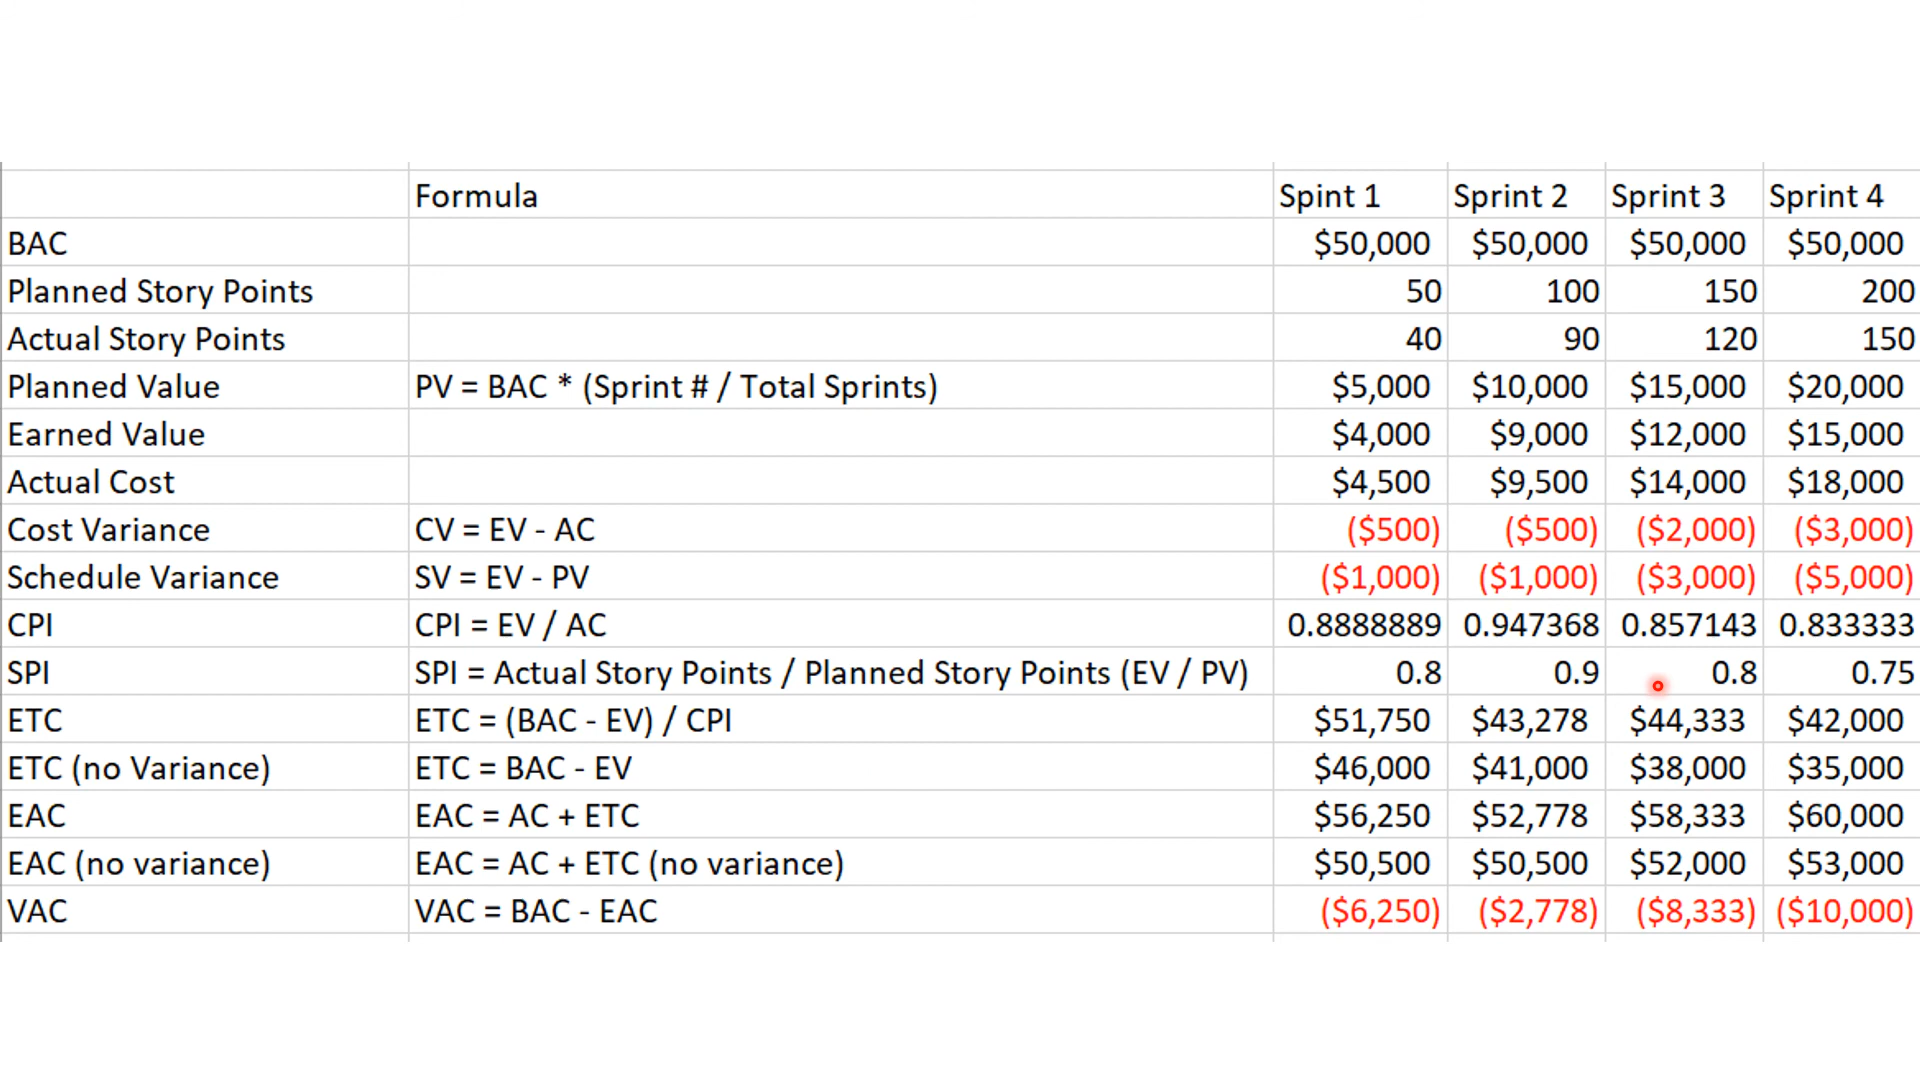 Formula Spint 1 Sprint 2 Sprint 3 Sprint 4
BAC $50,000 $50,000 $50,000 $50,000
Planned Story Points 50 100 150 200
Actual Story Points 40 90 120 150
Planned Value PV = BAC * (Sprint # / Total Sprints) $5,000 $10,000 $15,000 $20,000
Earned Value $4,000 $9,000 $12,000 $15,000
Actual Cost $4,500 $9,500 $14,000 $18,000
Cost Variance CV = EV - AC ($500) ($500) ($2,000) ($3,000)
Schedule Variance SV = EV - PV ($1,000) ($1,000) ($3,000) ($5,000)
CPI CPI = EV / AC 0.8888889 0.947368 0.857143 0.833333
SPI SPI = Actual Story Points / Planned Story Points (EV / PV) 0.8 0.9 0.8 0.75
ETC ETC = (BAC - EV) / CPI $51,750 $43,278 $44,333 $42,000
ETC (no Variance) ETC = BAC - EV $46,000 $41,000 $38,000 $35,000
EAC EAC = AC + ETC $56,250 $52,778 $58,333 $60,000
EAC (no variance) EAC = AC + ETC (no variance) $50,500 $50,500 $52,000 $53,000
VAC VAC = BAC - EAC ($6,250) ($2,778) ($8,333) ($10,000)